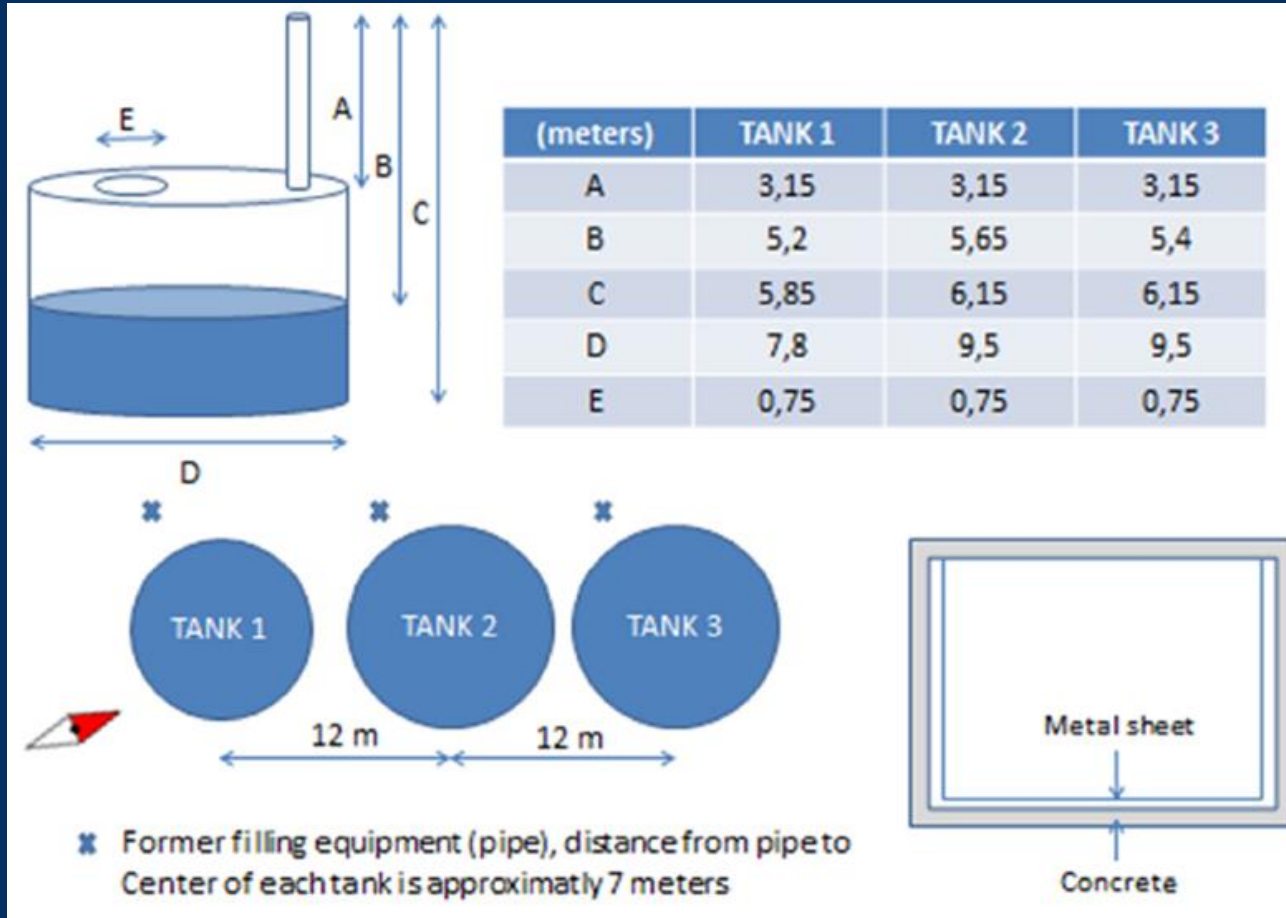 A
B
C
E
D
(meters) TANK 1 TANK 2 TANK 3
A 3,15 3,15 3,15
B 5,2 5,65 5,4
C 5,85 6,15 6,15
D 7,8 9,5 9,5
E 0,75 0,75 0,75
TANK 1 TANK 2 TANK 3
12 m 12 m
Former filling equipment (pipe), distance from pipe to
Center of each tank is approximatly 7 meters
Metal sheet
Concrete